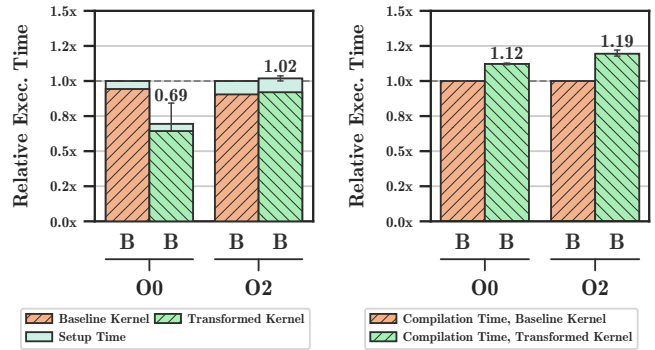 Relative Exec. Time
1.5x
1.2x
1.0x
0.8x
0.5x
0.2x
0.0x
0.69
1.02
B B B B
O0 O2
Baseline Kernel Transformed Kernel
Setup Time
Relative Exec. Time
1.5x
1.2x
1.0x
0.8x
0.5x
0.2x
0.0x
1.12
1.19
B B B B
O0 O2
Compilation Time, Baseline Kernel
Compilation Time, Transformed Kernel